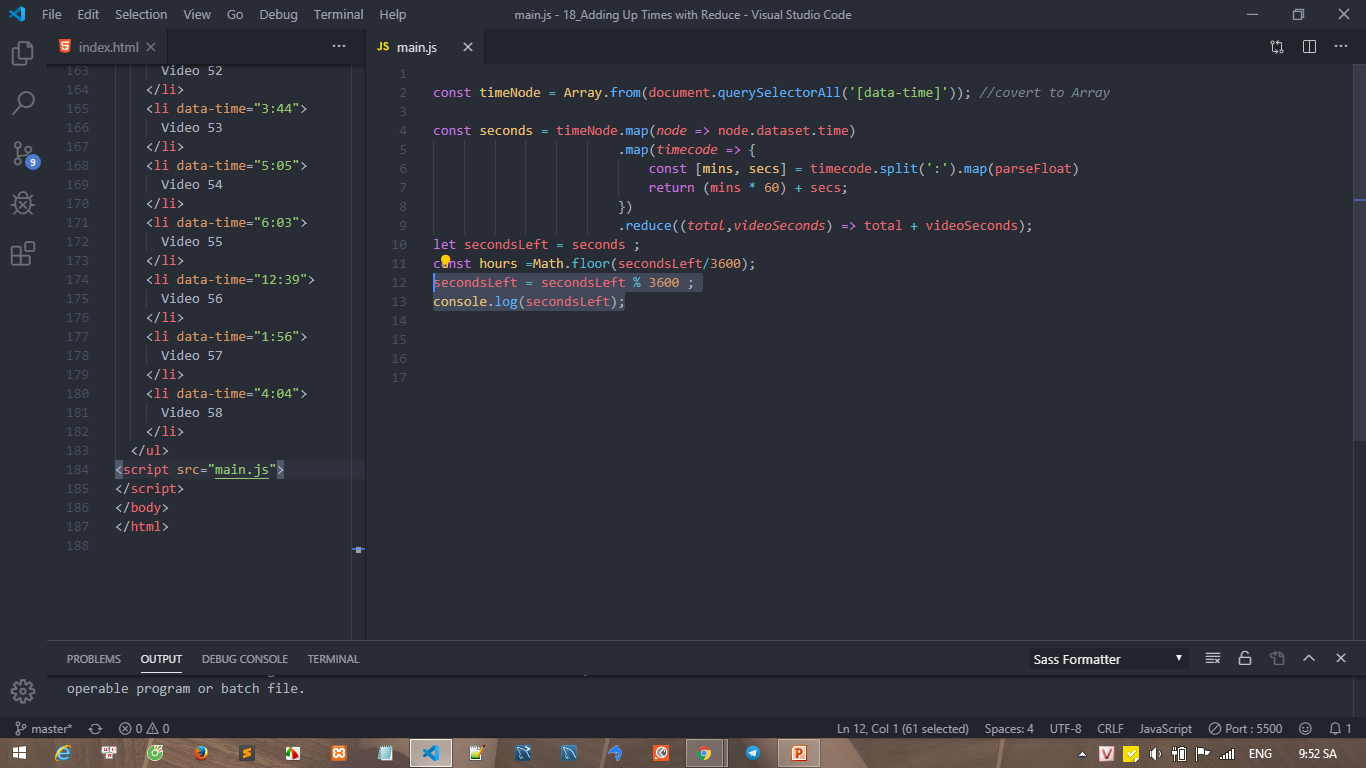 File Edit Selection View Go Debug Terminal Help main.js - 18_Adding Up Times with Reduce - Visual Studio Code
index.html
163 Video 52
164 </li>
165 <li data-time="3:44">
166 Video 53
167 </li>
168 <li data-time="5:05">
169 Video 54
170 </li>
171 <li data-time="6:03">
172 Video 55
173 </li>
174 <li data-time="12:39">
175 Video 56
176 </li>
177 <li data-time="1:56">
178 Video 57
179 </li>
180 <li data-time="4:04">
181 Video 58
182 </li>
183 </ul>
184 <script src="main.js">
185 </script>
186 </body>
187 </html>
188
JS main.js
1
2 const timeNode = Array.from(document.querySelectorAll('[data-time]')); //covert to Array
3
4 const seconds = timeNode.map(node => node.dataset.time)
5 .map(timecode => {
6 const [mins, secs] = timecode.split(':').map(parseFloat)
7 return (mins * 60) + secs;
8 })
9 .reduce((total,videoSeconds) => total + videoSeconds);
10 let secondsLeft = seconds ;
11 const hours =Math.floor(secondsLeft/3600);
12 secondsLeft = secondsLeft % 3600 ;
13 console.log(secondsLeft);
14
15
16
17
9
PROBLEMS OUTPUT DEBUG CONSOLE TERMINAL Sass Formatter
operable program or batch file.
master* 0 0 Ln 12, Col 1 (61 selected) Spaces: 4 UTF-8 CRLF JavaScript Port : 5500 1
ENG 9:52 SA